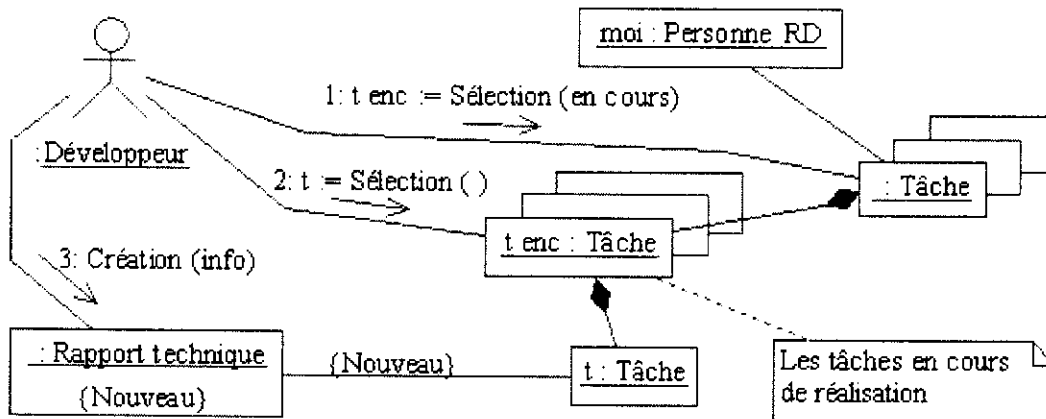 moi : Personne RD
1: t enc := Sélection (en cours)
: Développeur
2: t := Sélection ( )
: Tâche
t enc : Tâche
3: Création (info)
: Rapport technique
{Nouveau}
{Nouveau}
t : Tâche
Les tâches en cours
de réalisation